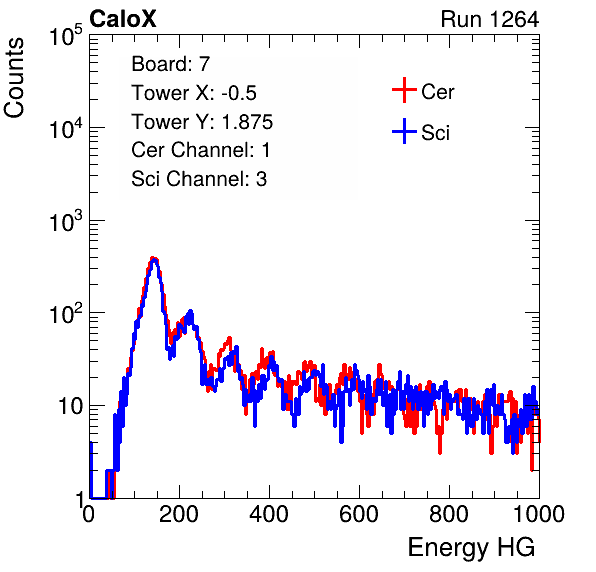 CaloX Run 1264
Counts
10^5
Board: 7
Tower X: -0.5
Tower Y: 1.875
Cer Channel: 1
Sci Channel: 3
Cer
Sci
10^4
10^3
10^2
10
1
0 200 400 600 800 1000
Energy HG